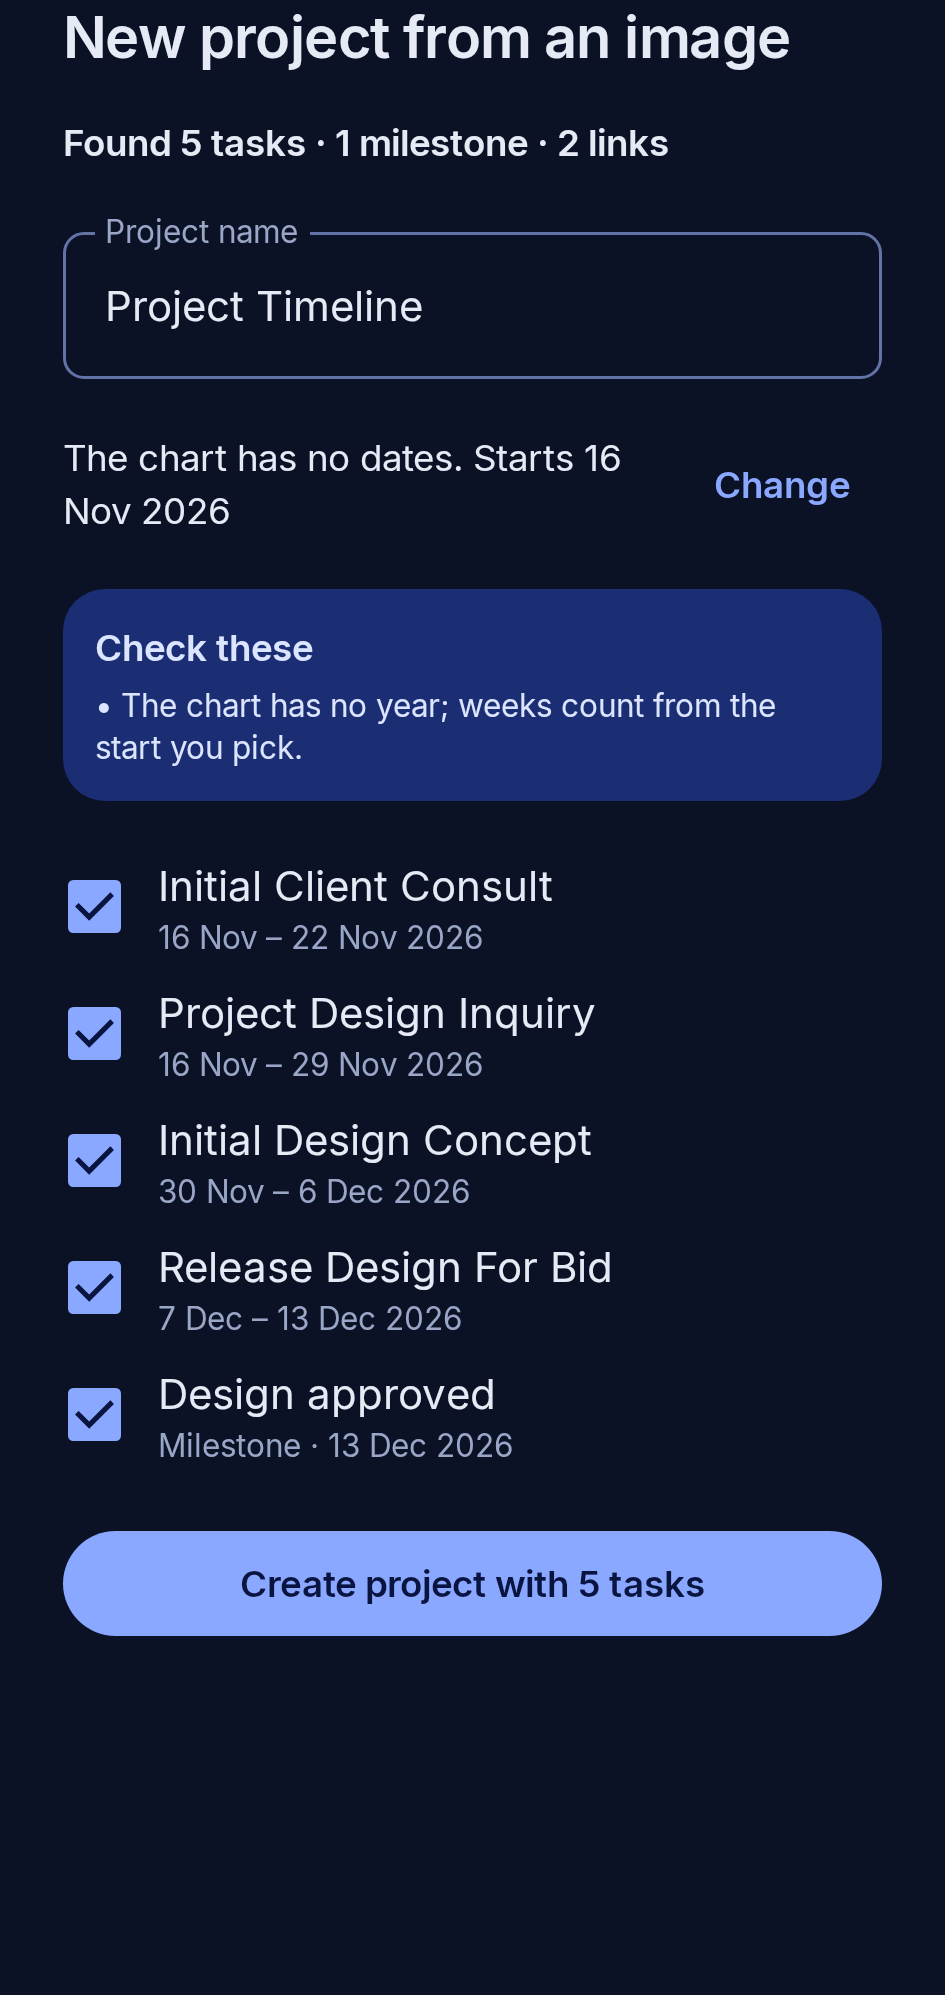 New project from an image
Found 5 tasks · 1 milestone · 2 links
Project name
Project Timeline
The chart has no dates. Starts 16
Nov 2026
Change
Check these
• The chart has no year; weeks count from the
start you pick.
Initial Client Consult
16 Nov – 22 Nov 2026
Project Design Inquiry
16 Nov – 29 Nov 2026
Initial Design Concept
30 Nov – 6 Dec 2026
Release Design For Bid
7 Dec – 13 Dec 2026
Design approved
Milestone · 13 Dec 2026
Create project with 5 tasks